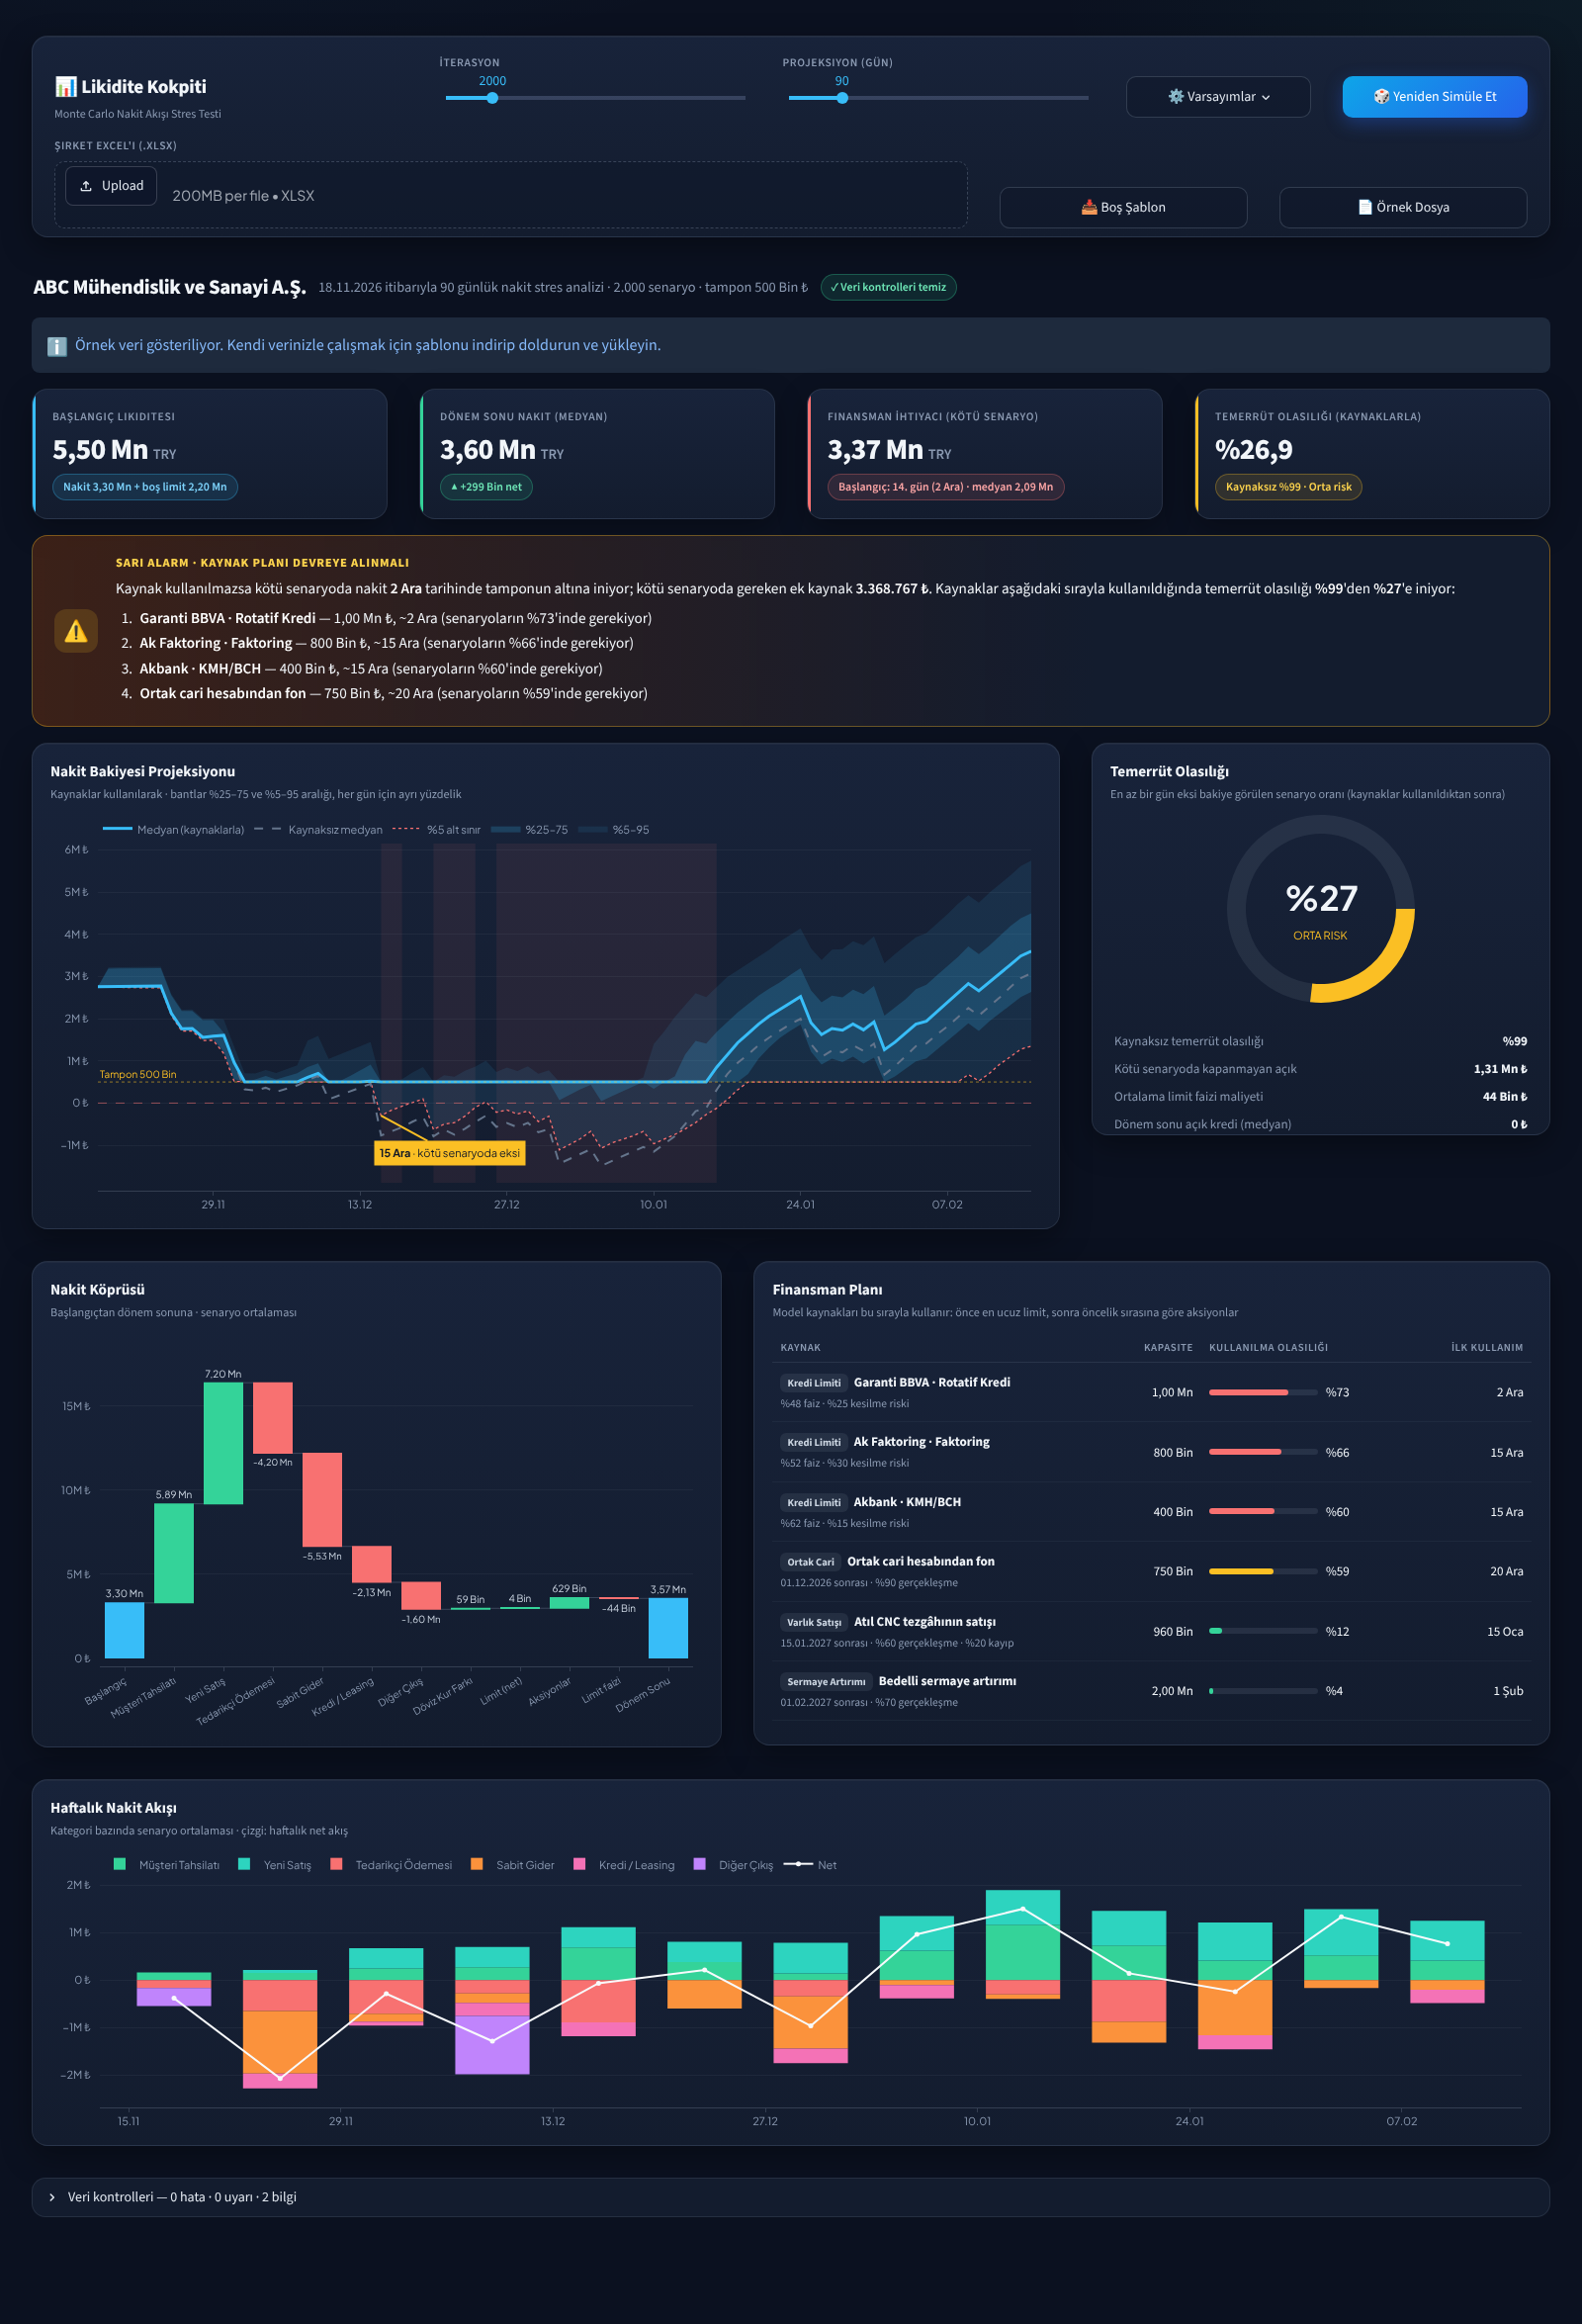 📊 Likidite Kokpiti
Monte Carlo Nakit Akışı Stres Testi
İTERASYON
2000
PROJEKSIYON (GÜN)
90
⚙️ Varsayımlar
🎲 Yeniden Simüle Et
ŞIRKET EXCEL'I (.XLSX)
Upload
200MB per file • XLSX
📥 Boş Şablon
📄 Örnek Dosya
ABC Mühendislik ve Sanayi A.Ş. 18.11.2026 itibarıyla 90 günlük nakit stres analizi · 2.000 senaryo · tampon 500 Bin ₺ ✓ Veri kontrolleri temiz
ℹ️ Örnek veri gösteriliyor. Kendi verinizle çalışmak için şablonu indirip doldurun ve yükleyin.
BAŞLANGIÇ LIKIDITESI
5,50 Mn TRY
Nakit 3,30 Mn + boş limit 2,20 Mn
DÖNEM SONU NAKIT (MEDYAN)
3,60 Mn TRY
▲ +299 Bin net
FINANSMAN İHTIYACI (KÖTÜ SENARYO)
3,37 Mn TRY
Başlangıç: 14. gün (2 Ara) · medyan 2,09 Mn
TEMERRÜT OLASILIĞI (KAYNAKLARLA)
%26,9
Kaynaksız %99 · Orta risk
SARI ALARM · KAYNAK PLANI DEVREYE ALINMALI
Kaynak kullanılmazsa kötü senaryoda nakit 2 Ara tarihinde tamponun altına iniyor; kötü senaryoda gereken ek kaynak 3.368.767 ₺. Kaynaklar aşağıdaki sırayla kullanıldığında temerrüt olasılığı %99'den %27'e iniyor:
1. Garanti BBVA · Rotatif Kredi — 1,00 Mn ₺, ~2 Ara (senaryoların %73'inde gerekiyor)
2. Ak Faktoring · Faktoring — 800 Bin ₺, ~15 Ara (senaryoların %66'inde gerekiyor)
3. Akbank · KMH/BCH — 400 Bin ₺, ~15 Ara (senaryoların %60'inde gerekiyor)
4. Ortak cari hesabından fon — 750 Bin ₺, ~20 Ara (senaryoların %59'inde gerekiyor)
Nakit Bakiyesi Projeksiyonu
Kaynaklar kullanılarak · bantlar %25–75 ve %5–95 aralığı, her gün için ayrı yüzdelik
Medyan (kaynaklarla) Kaynaksız medyan %5 alt sınır %25–75 %5–95
6M ₺
5M ₺
4M ₺
3M ₺
2M ₺
1M ₺
Tampon 500 Bin
0 ₺
−1M ₺
15 Ara · kötü senaryoda eksi
29.11 13.12 27.12 10.01 24.01 07.02
Temerrüt Olasılığı
En az bir gün eksi bakiye görülen senaryo oranı (kaynaklar kullanıldıktan sonra)
%27
ORTA RISK
Kaynaksız temerrüt olasılığı %99
Kötü senaryoda kapanmayan açık 1,31 Mn ₺
Ortalama limit faizi maliyeti 44 Bin ₺
Dönem sonu açık kredi (medyan) 0 ₺
Nakit Köprüsü
Başlangıçtan dönem sonuna · senaryo ortalaması
15M ₺
10M ₺
5M ₺
0 ₺
3,30 Mn
5,89 Mn
7,20 Mn
-4,20 Mn
-5,53 Mn
-2,13 Mn
-1,60 Mn
59 Bin
4 Bin
629 Bin
-44 Bin
3,57 Mn
Başlangıç
Müşteri Tahsilatı
Yeni Satış
Tedarikçi Ödemesi
Sabit Gider
Kredi / Leasing
Diğer Çıkış
Döviz Kur Farkı
Limit (net)
Aksiyonlar
Limit faizi
Dönem Sonu
Finansman Planı
Model kaynakları bu sırayla kullanır: önce en ucuz limit, sonra öncelik sırasına göre aksiyonlar
KAYNAK KAPASITE KULLANILMA OLASILIĞI İLK KULLANIM
Kredi Limiti Garanti BBVA · Rotatif Kredi 1,00 Mn %73 2 Ara
%48 faiz · %25 kesilme riski
Kredi Limiti Ak Faktoring · Faktoring 800 Bin %66 15 Ara
%52 faiz · %30 kesilme riski
Kredi Limiti Akbank · KMH/BCH 400 Bin %60 15 Ara
%62 faiz · %15 kesilme riski
Ortak Cari Ortak cari hesabından fon 750 Bin %59 20 Ara
01.12.2026 sonrası · %90 gerçekleşme
Varlık Satışı Atıl CNC tezgâhının satışı 960 Bin %12 15 Oca
15.01.2027 sonrası · %60 gerçekleşme · %20 kayıp
Sermaye Artırımı Bedelli sermaye artırımı 2,00 Mn %4 1 Şub
01.02.2027 sonrası · %70 gerçekleşme
Haftalık Nakit Akışı
Kategori bazında senaryo ortalaması · çizgi: haftalık net akış
Müşteri Tahsilatı Yeni Satış Tedarikçi Ödemesi Sabit Gider Kredi / Leasing Diğer Çıkış Net
2M ₺
1M ₺
0 ₺
−1M ₺
−2M ₺
15.11 29.11 13.12 27.12 10.01 24.01 07.02
Veri kontrolleri — 0 hata · 0 uyarı · 2 bilgi